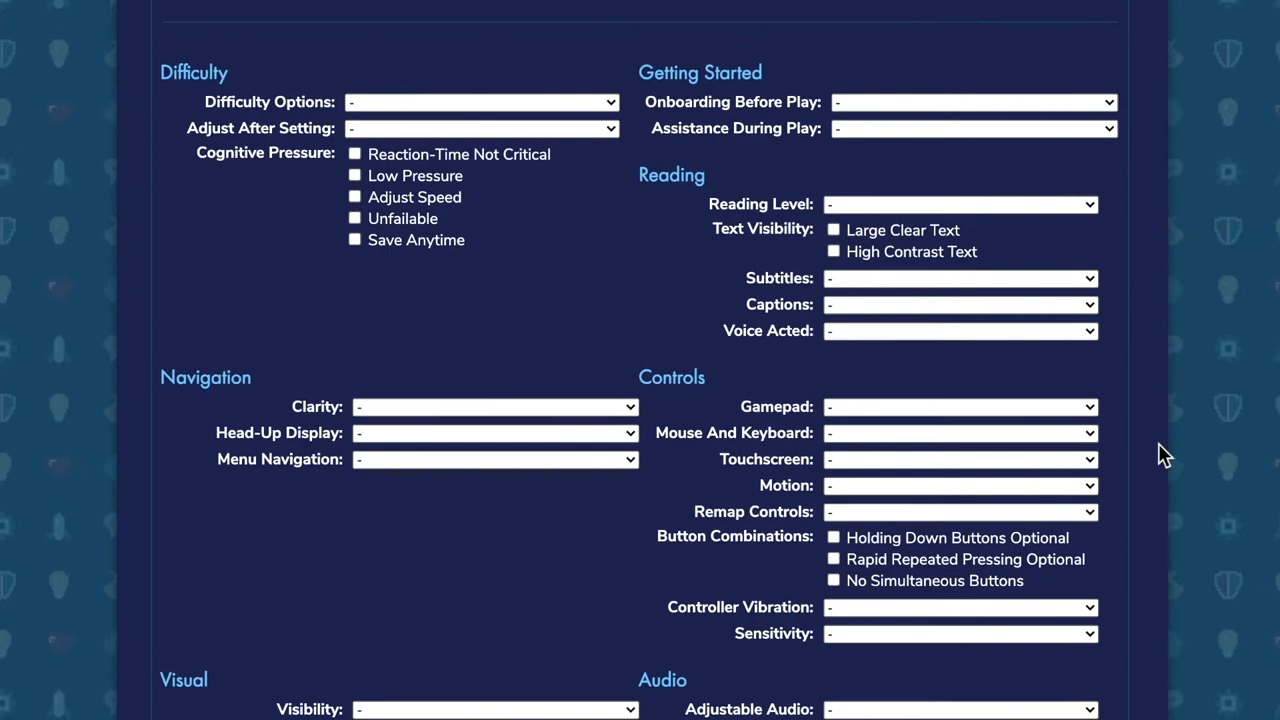 Difficulty
Difficulty Options: -
Adjust After Setting: -
Cognitive Pressure:
Reaction-Time Not Critical
Low Pressure
Adjust Speed
Unfailable
Save Anytime
Getting Started
Onboarding Before Play: -
Assistance During Play: -
Reading
Reading Level: -
Text Visibility:
Large Clear Text
High Contrast Text
Subtitles: -
Captions: -
Voice Acted: -
Navigation
Clarity: -
Head-Up Display: -
Menu Navigation: -
Controls
Gamepad: -
Mouse And Keyboard: -
Touchscreen: -
Motion: -
Remap Controls: -
Button Combinations:
Holding Down Buttons Optional
Rapid Repeated Pressing Optional
No Simultaneous Buttons
Controller Vibration: -
Sensitivity: -
Visual
Visibility: -
Audio
Adjustable Audio: -